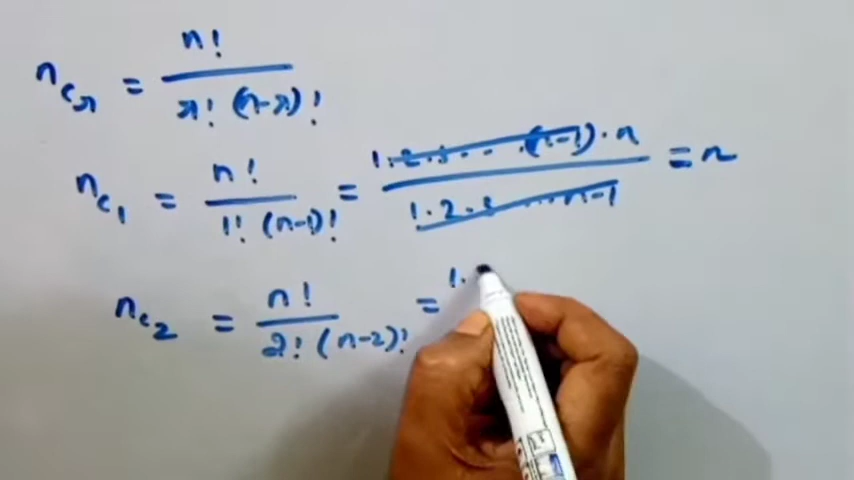 nCr = n! / r! (n-r)!
nC1 = n! / 1! (n-1)! = 1.2.3.... (n-1).n / 1.2.3.....n-1 = n
nC2 = n! / 2! (n-2)! = 1.